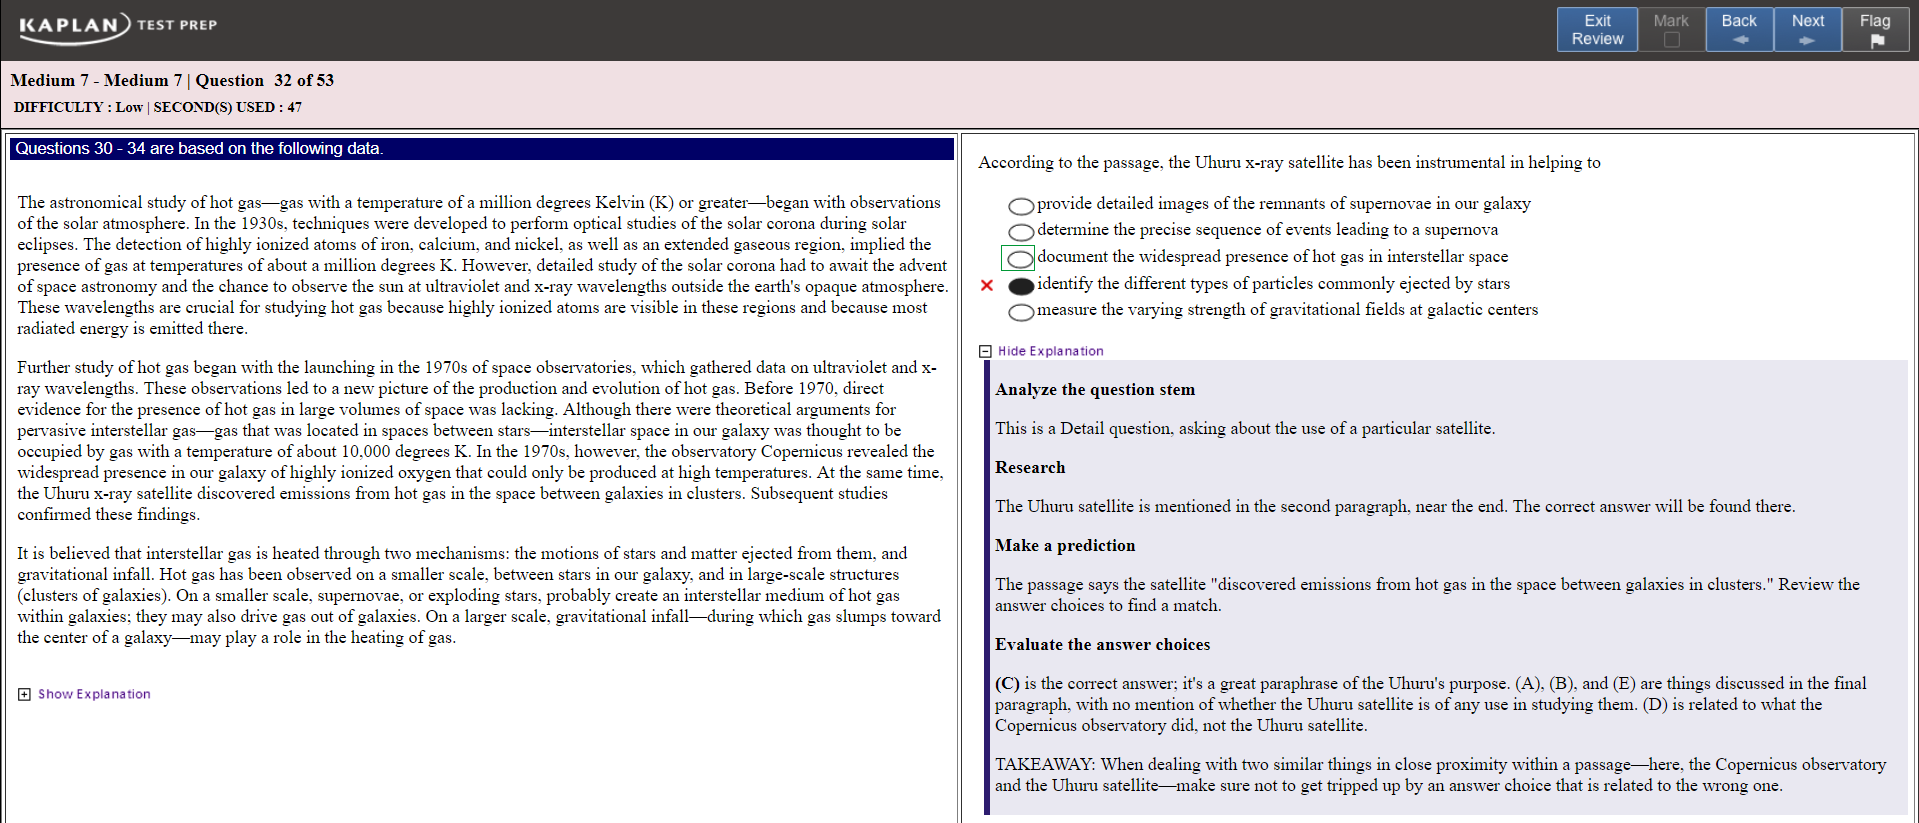 KAPLAN TEST PREP
Exit Review
Mark
Back
Next
Flag
Medium 7 - Medium 7 | Question 32 of 53
DIFFICULTY : Low | SECOND(S) USED : 47
Questions 30 - 34 are based on the following data.
The astronomical study of hot gas—gas with a temperature of a million degrees Kelvin (K) or greater—began with observations
of the solar atmosphere. In the 1930s, techniques were developed to perform optical studies of the solar corona during solar
eclipses. The detection of highly ionized atoms of iron, calcium, and nickel, as well as an extended gaseous region, implied the
presence of gas at temperatures of about a million degrees K. However, detailed study of the solar corona had to await the advent
of space astronomy and the chance to observe the sun at ultraviolet and x-ray wavelengths outside the earth's opaque atmosphere.
These wavelengths are crucial for studying hot gas because highly ionized atoms are visible in these regions and because most
radiated energy is emitted there.
Further study of hot gas began with the launching in the 1970s of space observatories, which gathered data on ultraviolet and x-
ray wavelengths. These observations led to a new picture of the production and evolution of hot gas. Before 1970, direct
evidence for the presence of hot gas in large volumes of space was lacking. Although there were theoretical arguments for
pervasive interstellar gas—gas that was located in spaces between stars—interstellar space in our galaxy was thought to be
occupied by gas with a temperature of about 10,000 degrees K. In the 1970s, however, the observatory Copernicus revealed the
widespread presence in our galaxy of highly ionized oxygen that could only be produced at high temperatures. At the same time,
the Uhuru x-ray satellite discovered emissions from hot gas in the space between galaxies in clusters. Subsequent studies
confirmed these findings.
It is believed that interstellar gas is heated through two mechanisms: the motions of stars and matter ejected from them, and
gravitational infall. Hot gas has been observed on a smaller scale, between stars in our galaxy, and in large-scale structures
(clusters of galaxies). On a smaller scale, supernovae, or exploding stars, probably create an interstellar medium of hot gas
within galaxies; they may also drive gas out of galaxies. On a larger scale, gravitational infall—during which gas slumps toward
the center of a galaxy—may play a role in the heating of gas.
Show Explanation
According to the passage, the Uhuru x-ray satellite has been instrumental in helping to
provide detailed images of the remnants of supernovae in our galaxy
determine the precise sequence of events leading to a supernova
document the widespread presence of hot gas in interstellar space
identify the different types of particles commonly ejected by stars
measure the varying strength of gravitational fields at galactic centers
Hide Explanation
Analyze the question stem
This is a Detail question, asking about the use of a particular satellite.
Research
The Uhuru satellite is mentioned in the second paragraph, near the end. The correct answer will be found there.
Make a prediction
The passage says the satellite "discovered emissions from hot gas in the space between galaxies in clusters." Review the
answer choices to find a match.
Evaluate the answer choices
(C) is the correct answer; it's a great paraphrase of the Uhuru's purpose. (A), (B), and (E) are things discussed in the final
paragraph, with no mention of whether the Uhuru satellite is of any use in studying them. (D) is related to what the
Copernicus observatory did, not the Uhuru satellite.
TAKEAWAY: When dealing with two similar things in close proximity within a passage—here, the Copernicus observatory
and the Uhuru satellite—make sure not to get tripped up by an answer choice that is related to the wrong one.